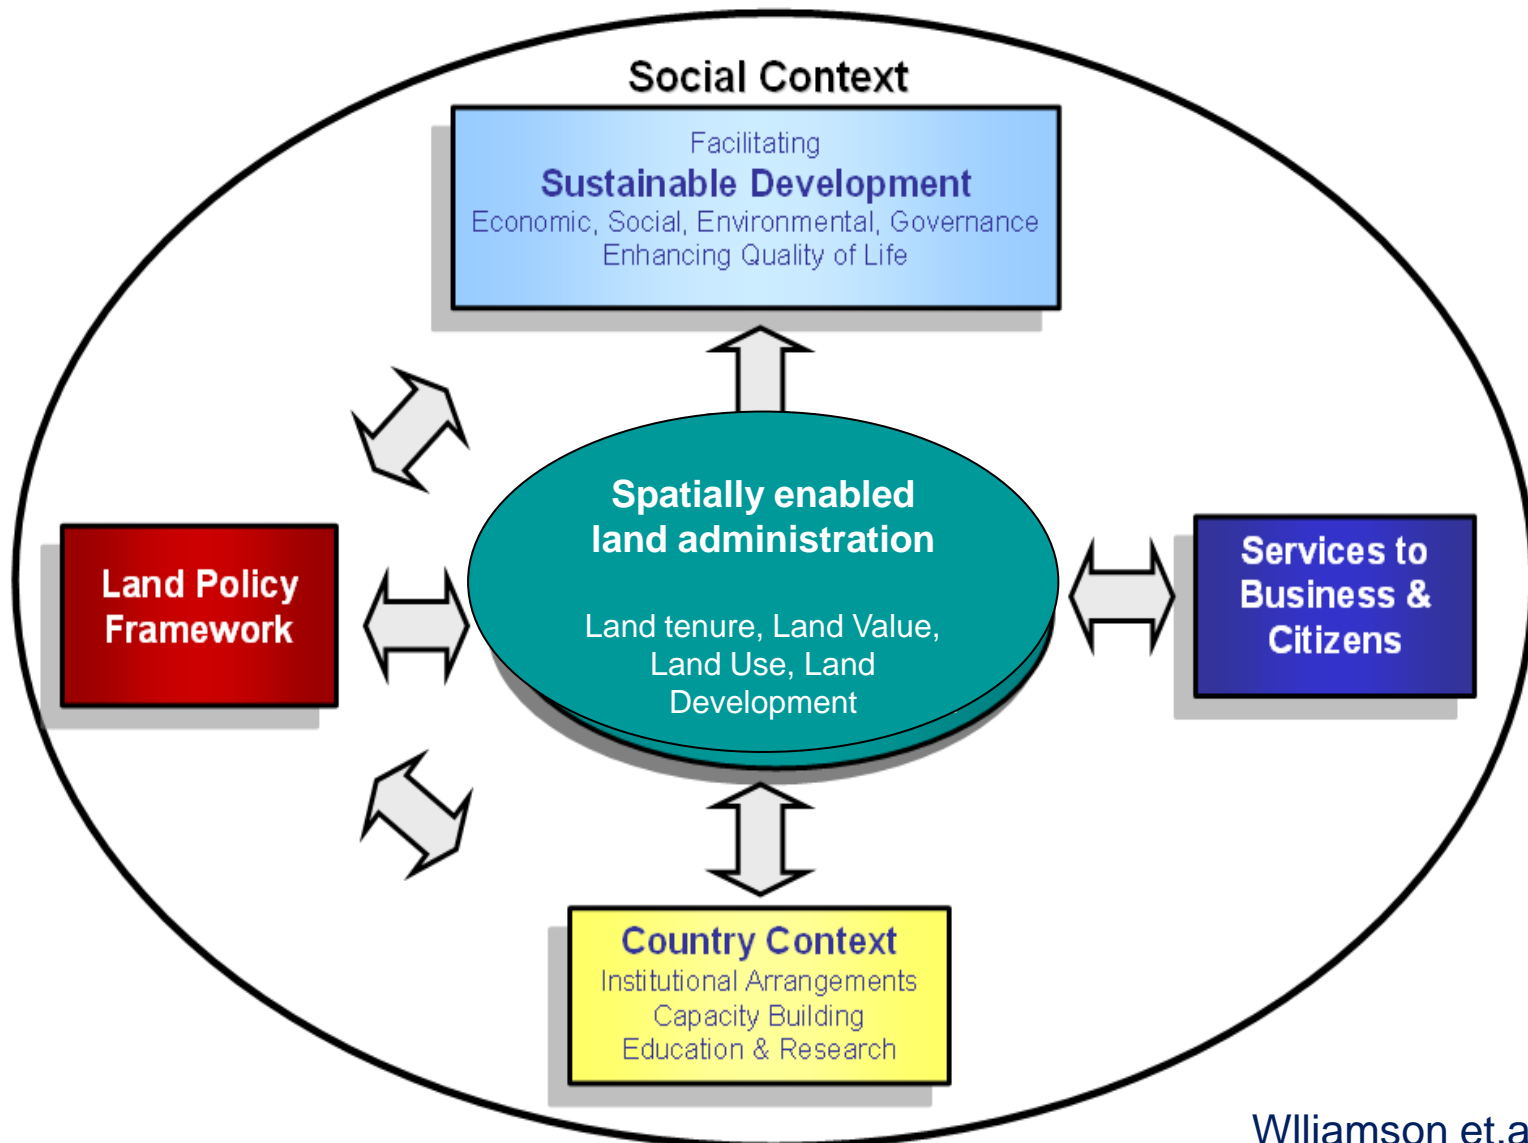 Social Context
Facilitating
Sustainable Development
Economic, Social, Environmental, Governance
Enhancing Quality of Life
Spatially enabled
land administration
Land tenure, Land Value,
Land Use, Land
Development
Land Policy
Framework
Services to
Business &
Citizens
Country Context
Institutional Arrangements
Capacity Building
Education & Research
Wlliamson et.a